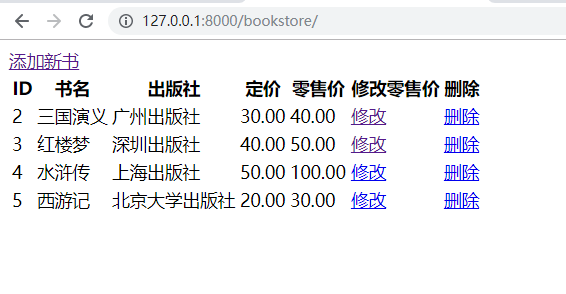 127.0.0.1:8000/bookstore/
添加新书
ID 书名 出版社 定价 零售价 修改零售价 删除
2 三国演义 广州出版社 30.00 40.00 修改 删除
3 红楼梦 深圳出版社 40.00 50.00 修改 删除
4 水浒传 上海出版社 50.00 100.00 修改 删除
5 西游记 北京大学出版社 20.00 30.00 修改 删除